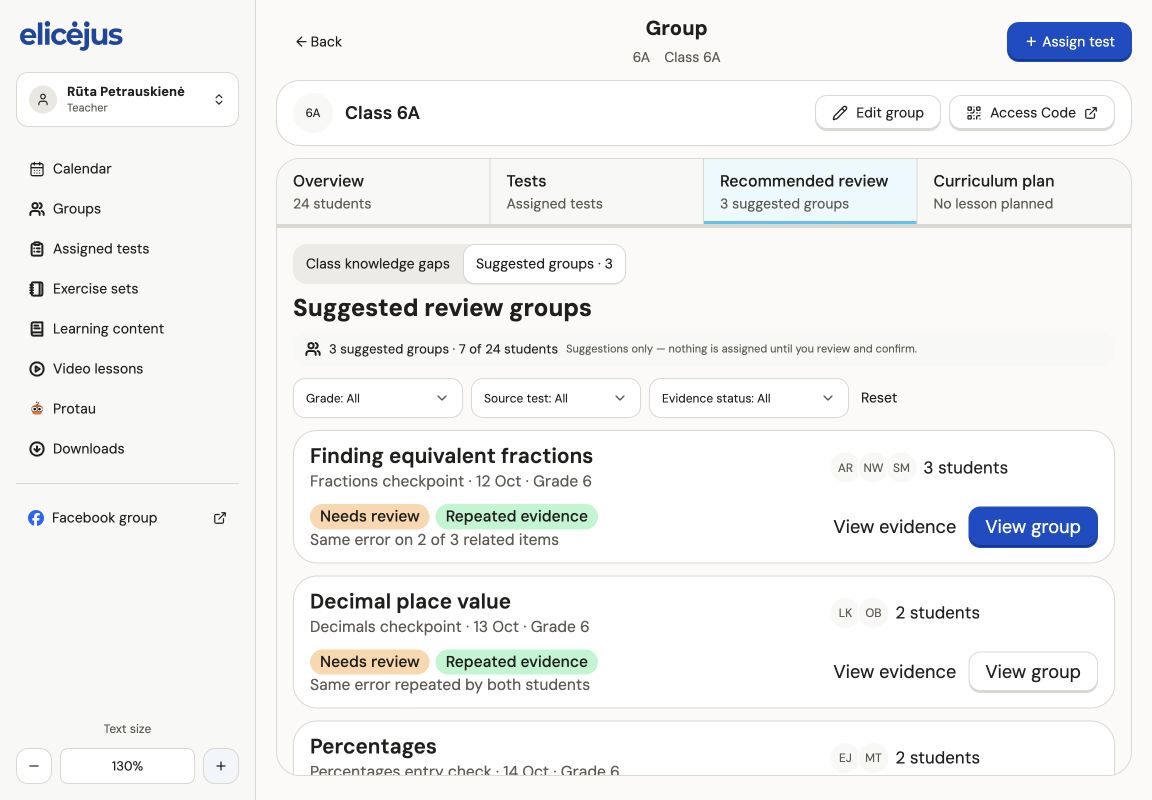 elicėjus
Rūta Petrauskienė
Teacher
Calendar
Groups
Assigned tests
Exercise sets
Learning content
Video lessons
Protau
Downloads
Facebook group
Text size
− 130% +
← Back
Group
6A Class 6A
+ Assign test
6A Class 6A
Edit group
Access Code
Overview
24 students
Tests
Assigned tests
Recommended review
3 suggested groups
Curriculum plan
No lesson planned
Class knowledge gaps
Suggested groups · 3
Suggested review groups
3 suggested groups · 7 of 24 students Suggestions only — nothing is assigned until you review and confirm.
Grade: All
Source test: All
Evidence status: All
Reset
Finding equivalent fractions
Fractions checkpoint · 12 Oct · Grade 6
Needs review Repeated evidence
Same error on 2 of 3 related items
AR NW SM 3 students
View evidence View group
Decimal place value
Decimals checkpoint · 13 Oct · Grade 6
Needs review Repeated evidence
Same error repeated by both students
LK OB 2 students
View evidence View group
Percentages
Percentages entry check · 14 Oct · Grade 6
EJ MT 2 students